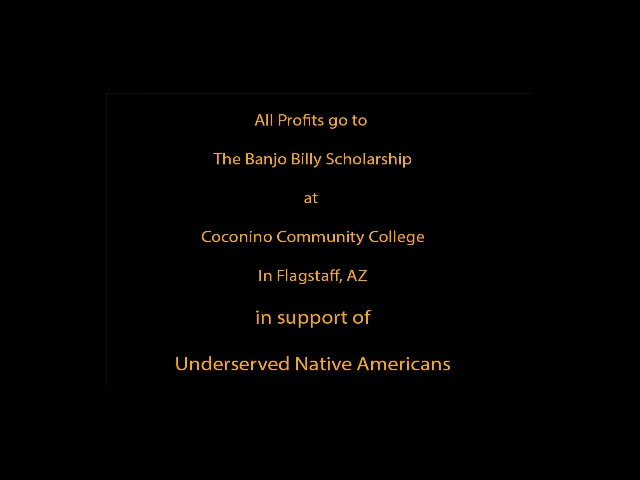 All Profits go to
The Banjo Billy Scholarship
at
Coconino Community College
In Flagstaff, AZ
in support of
Underserved Native Americans